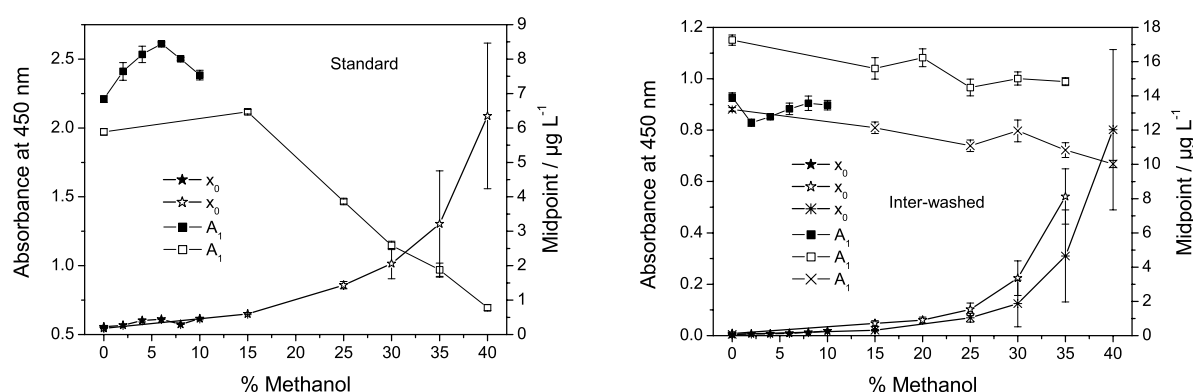 Standard
Absorbance at 450 nm
2.5
2.0
1.5
1.0
0.5
9
8
7
6
5
4
3
2
1
0
Midpoint / µg L⁻¹
x₀
x₀
A₁
A₁
0 5 10 15 20 25 30 35 40
% Methanol
Inter-washed
Absorbance at 450 nm
1.2
1.0
0.8
0.6
0.4
0.2
0.0
18
16
14
12
10
8
6
4
2
0
Midpoint / µg L⁻¹
x₀
x₀
x₀
A₁
A₁
A₁
0 5 10 15 20 25 30 35 40
% Methanol